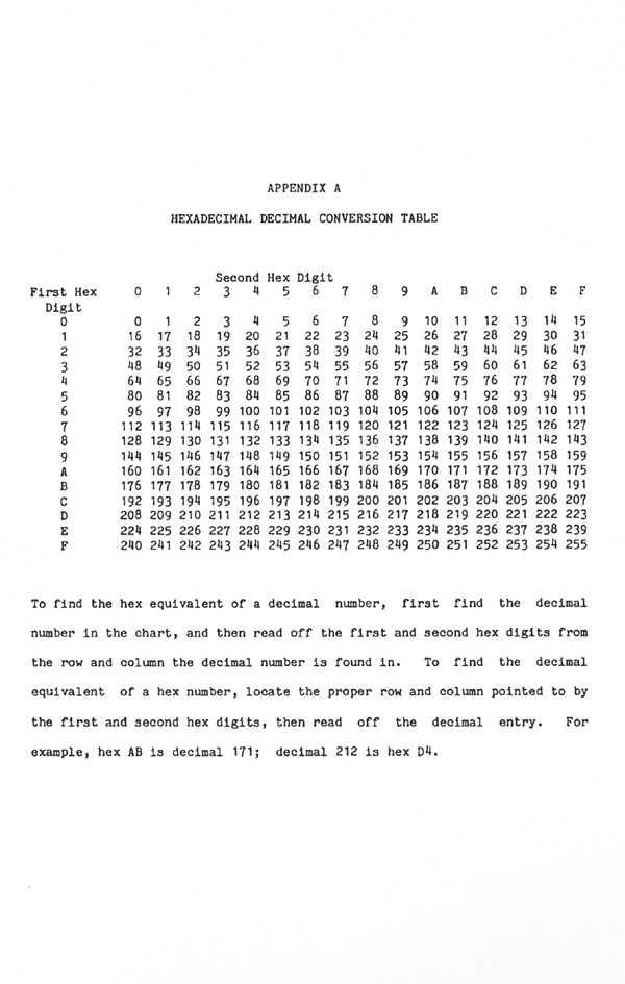 APPENDIX A
HEXADECIMAL DECIMAL CONVERSION TABLE
Second Hex Digit
First Hex 0 1 2 3 4 5 6 7 8 9 A B C D E F
Digit
0 0 1 2 3 4 5 6 7 8 9 10 11 12 13 14 15
1 16 17 18 19 20 21 22 23 24 25 26 27 28 29 30 31
2 32 33 34 35 36 37 38 39 40 41 42 43 44 45 46 47
3 48 49 50 51 52 53 54 55 56 57 58 59 60 61 62 63
4 64 65 66 67 68 69 70 71 72 73 74 75 76 77 78 79
5 80 81 82 83 84 85 86 87 88 89 90 91 92 93 94 95
6 96 97 98 99 100 101 102 103 104 105 106 107 108 109 110 111
7 112 113 114 115 116 117 118 119 120 121 122 123 124 125 126 127
8 128 129 130 131 132 133 134 135 136 137 138 139 140 141 142 143
9 144 145 146 147 148 149 150 151 152 153 154 155 156 157 158 159
A 160 161 162 163 164 165 166 167 168 169 170 171 172 173 174 175
B 176 177 178 179 180 181 182 183 184 185 186 187 188 189 190 191
C 192 193 194 195 196 197 198 199 200 201 202 203 204 205 206 207
D 208 209 210 211 212 213 214 215 216 217 218 219 220 221 222 223
E 224 225 226 227 228 229 230 231 232 233 234 235 236 237 238 239
F 240 241 242 243 244 245 246 247 248 249 250 251 252 253 254 255
To find the hex equivalent of a decimal number, first find the decimal
number in the chart, and then read off the first and second hex digits from
the row and column the decimal number is found in. To find the decimal
equivalent of a hex number, locate the proper row and column pointed to by
the first and second hex digits, then read off the decimal entry. For
example, hex AB is decimal 171; decimal 212 is hex D4.